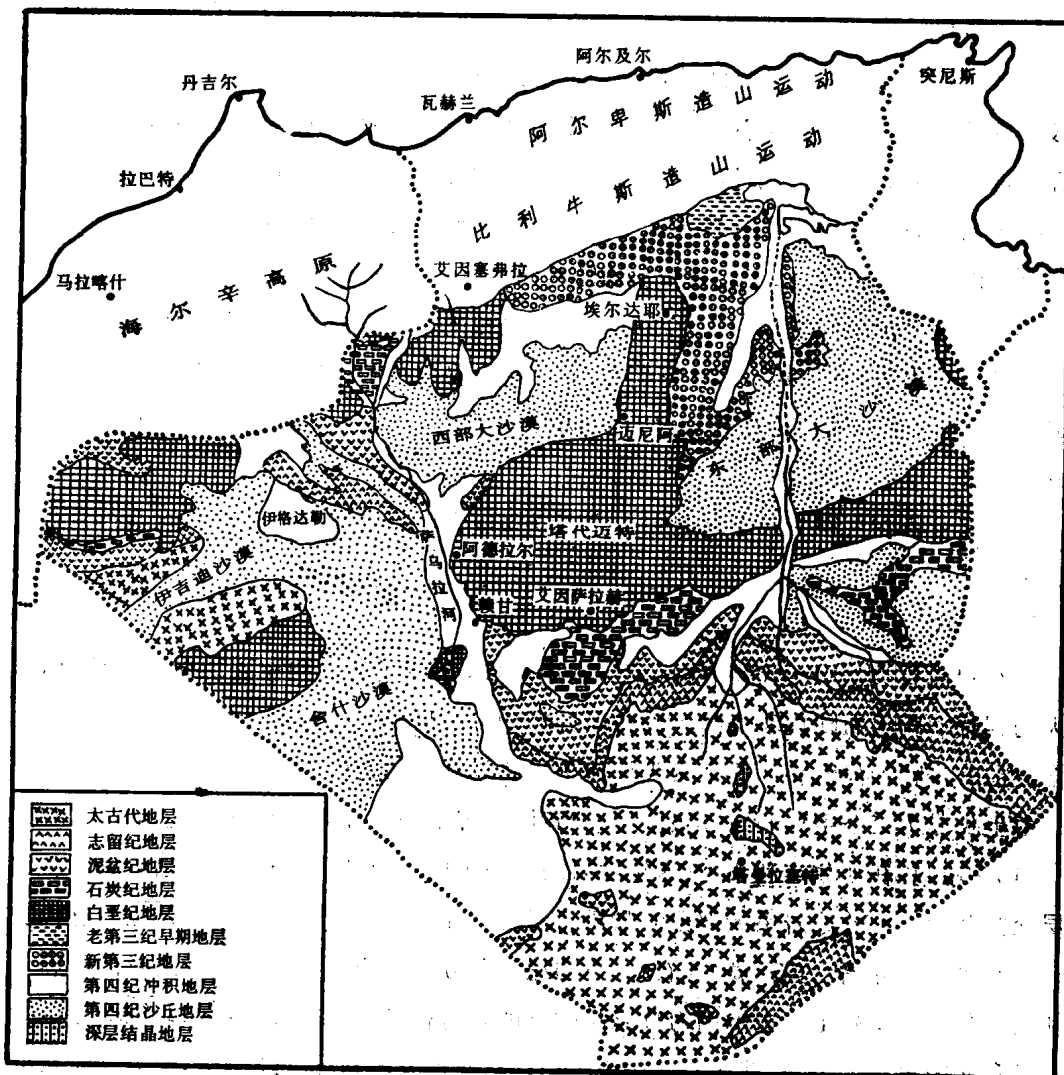 阿尔及尔
突尼斯
丹吉尔
瓦赫兰
阿尔卑斯造山运动
拉巴特
比利牛斯造山运动
马拉喀什
海尔辛高原
艾因塞弗拉
埃尔达耶
西部大沙漠
迈尼阿
东部大沙漠
伊格达勒
萨乌拉河
阿德拉尔
塔代迈特
伊吉迪沙漠
艾因萨拉赫
赖甘
舍什沙漠
塔曼拉塞特
太古代地层
志留纪地层
泥盆纪地层
石炭纪地层
白垩纪地层
老第三纪早期地层
新第三纪地层
第四纪冲积地层
第四纪沙丘地层
深层结晶地层